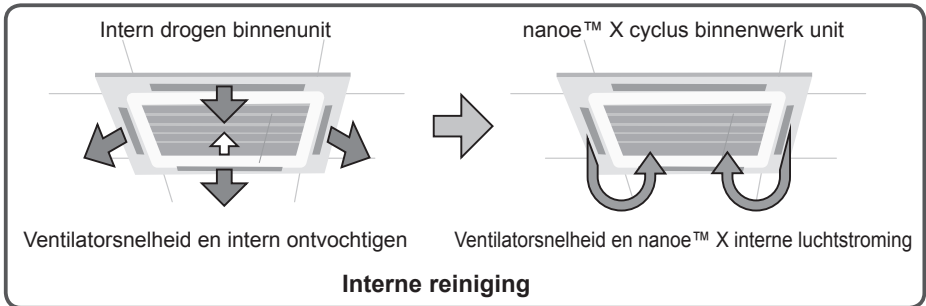 Intern drogen binnenunit
nanoe™ X cyclus binnenwerk unit
Ventilatorsnelheid en intern ontvochtigen
Ventilatorsnelheid en nanoe™ X interne luchtstroming
Interne reiniging